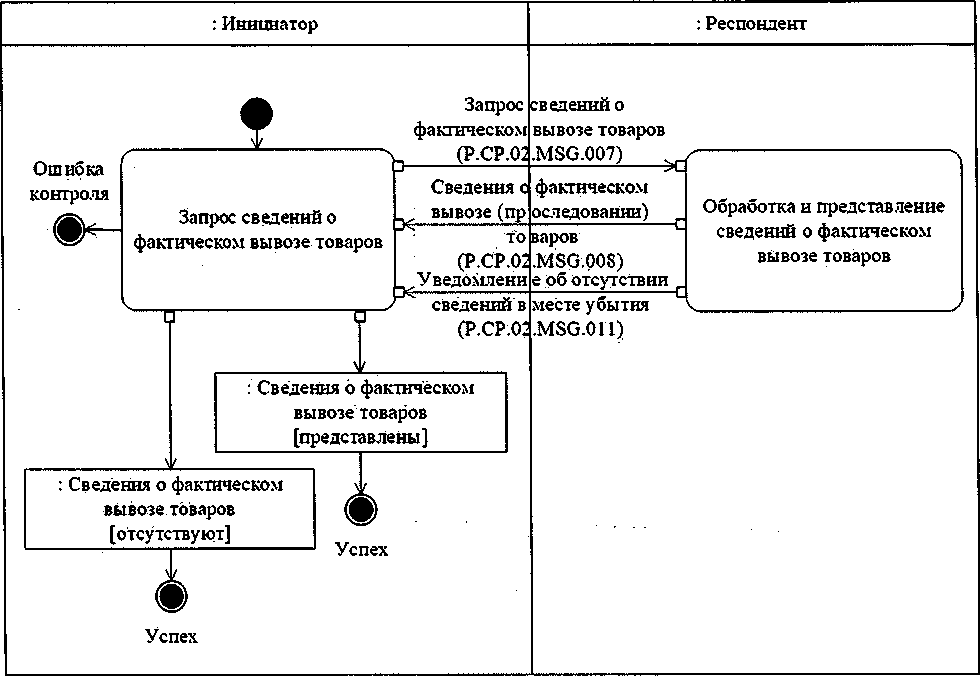 : Инициатор
: Респондент
Запрос сведений о
фактическом вывозе товаров
(P.CP.02.MSG.007)
Ошибка
контроля
Запрос сведений о
фактическом вывозе товаров
Сведения о фактическом
вывозе (проследовании)
товаров
(P.CP.02.MSG.008)
Уведомление об отсутствии
сведений в месте убытия
(P.CP.02.MSG.011)
Обработка и представление
сведений о фактическом
вывозе товаров
: Сведения о фактическом
вывозе товаров
[представлены]
: Сведения о фактическом
вывозе товаров
[отсутствуют]
Успех
Успех